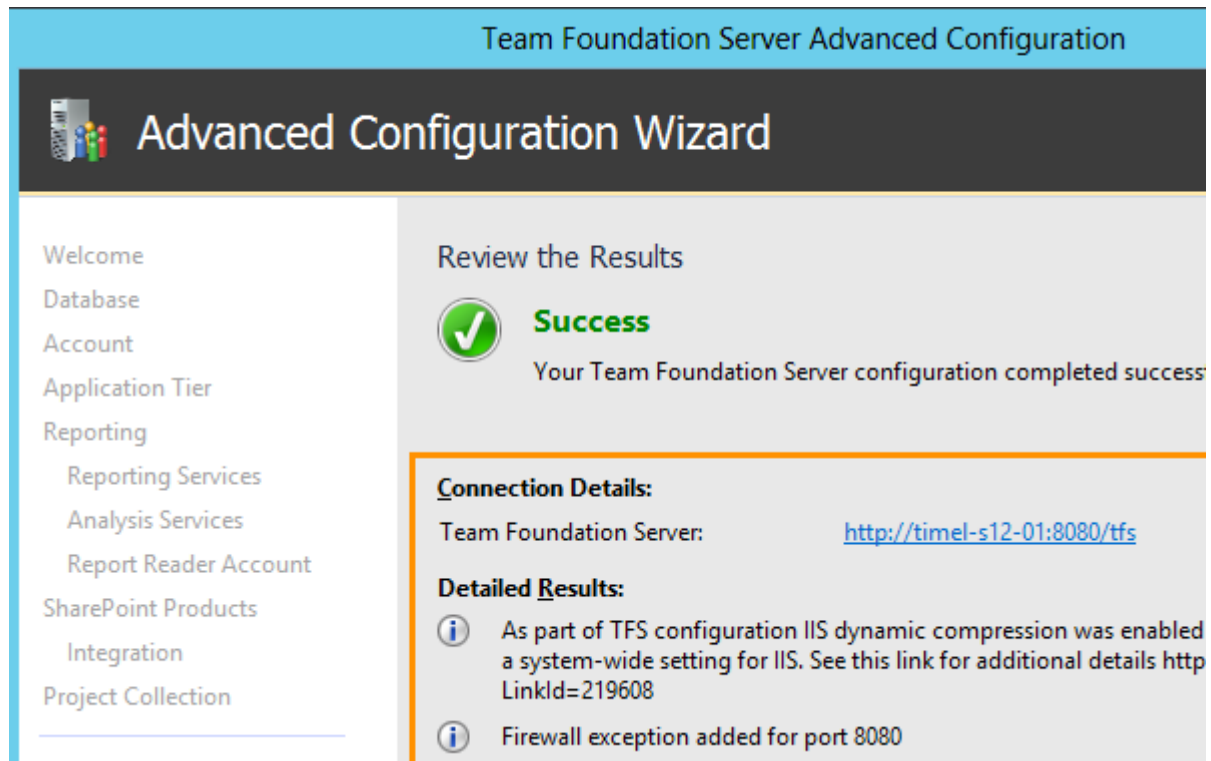 Team Foundation Server Advanced Configuration
Advanced Configuration Wizard
Welcome
Database
Account
Application Tier
Reporting
Reporting Services
Analysis Services
Report Reader Account
SharePoint Products
Integration
Project Collection
Review the Results
Success
Your Team Foundation Server configuration completed
Connection Details:
Team Foundation Server: http://timel-s12-01:8080/tfs
Detailed Results:
As part of TFS configuration IIS dynamic compression was enabled
a system-wide setting for IIS. See this link for additional details http
LinkId=219608
Firewall exception added for port 8080